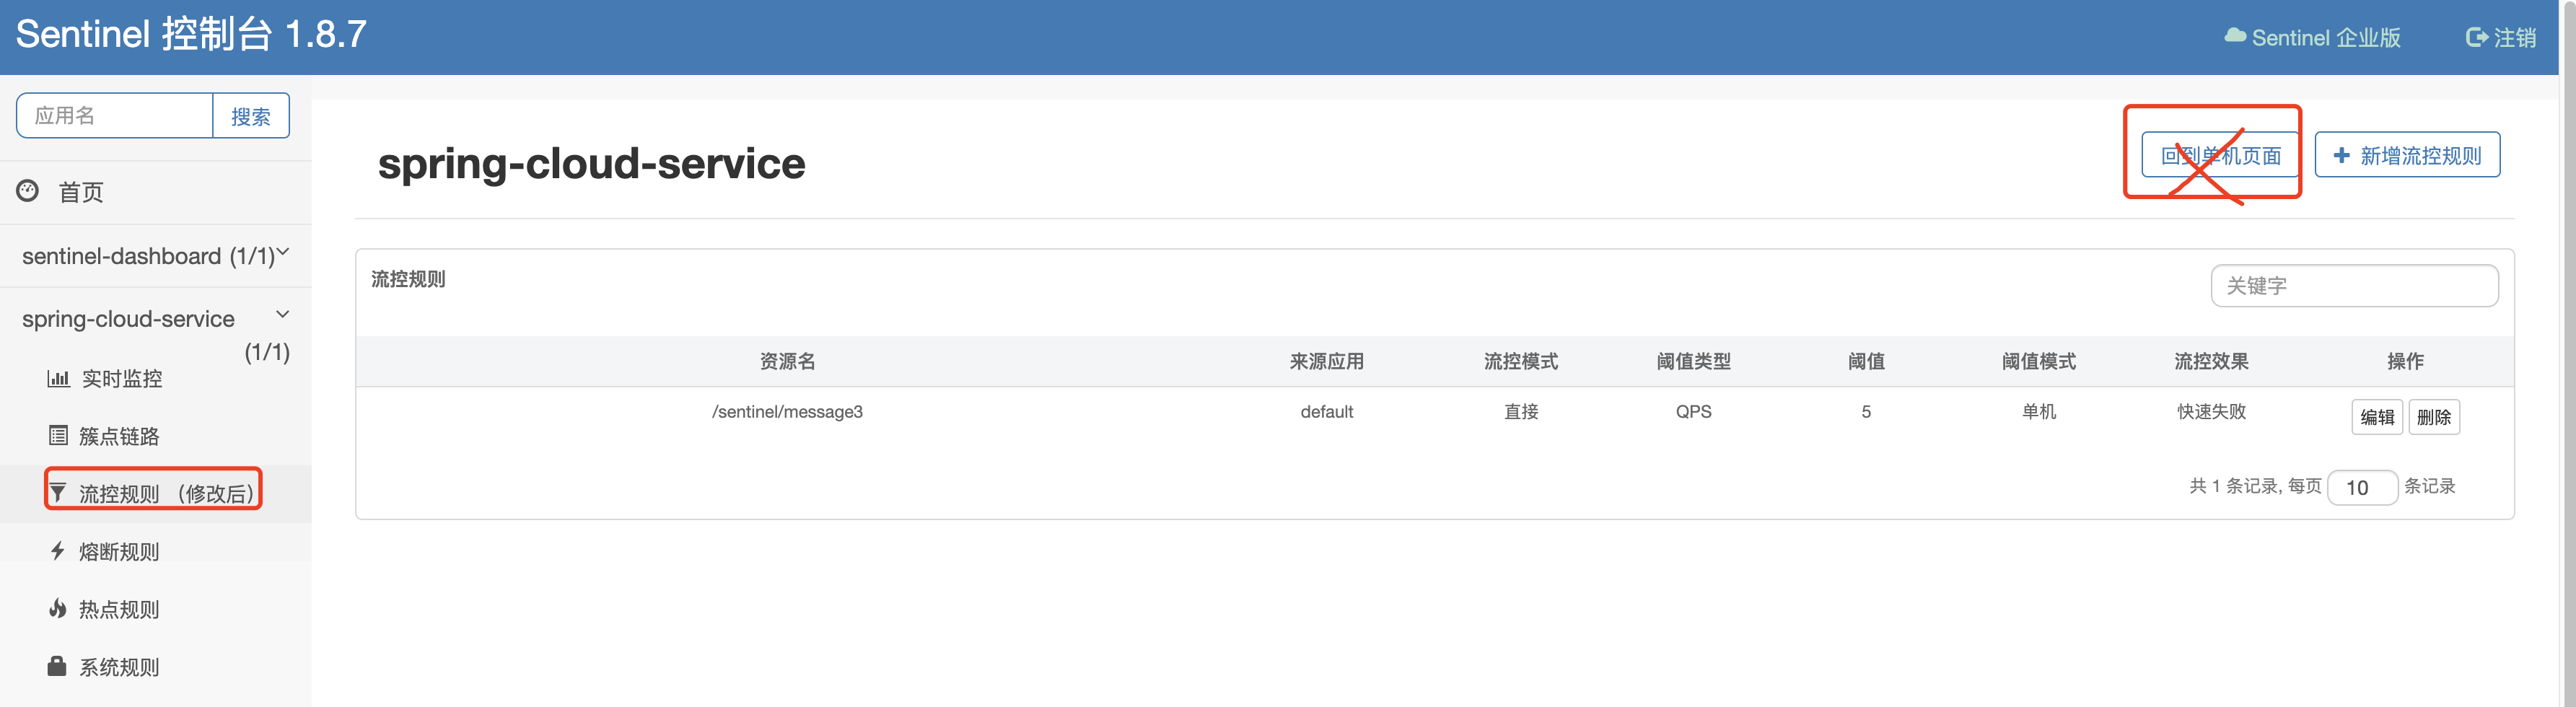 Sentinel 控制台 1.8.7
Sentinel 企业版
注销
应用名
搜索
首页
sentinel-dashboard (1/1)
spring-cloud-service
(1/1)
实时监控
簇点链路
流控规则 (修改后)
熔断规则
热点规则
系统规则
spring-cloud-service
回到单机页面
新增流控规则
流控规则
关键字
资源名 来源应用 流控模式 阈值类型 阈值 阈值模式 流控效果 操作
/sentinel/message3 default 直接 QPS 5 单机 快速失败 编辑 删除
共 1 条记录, 每页 10 条记录